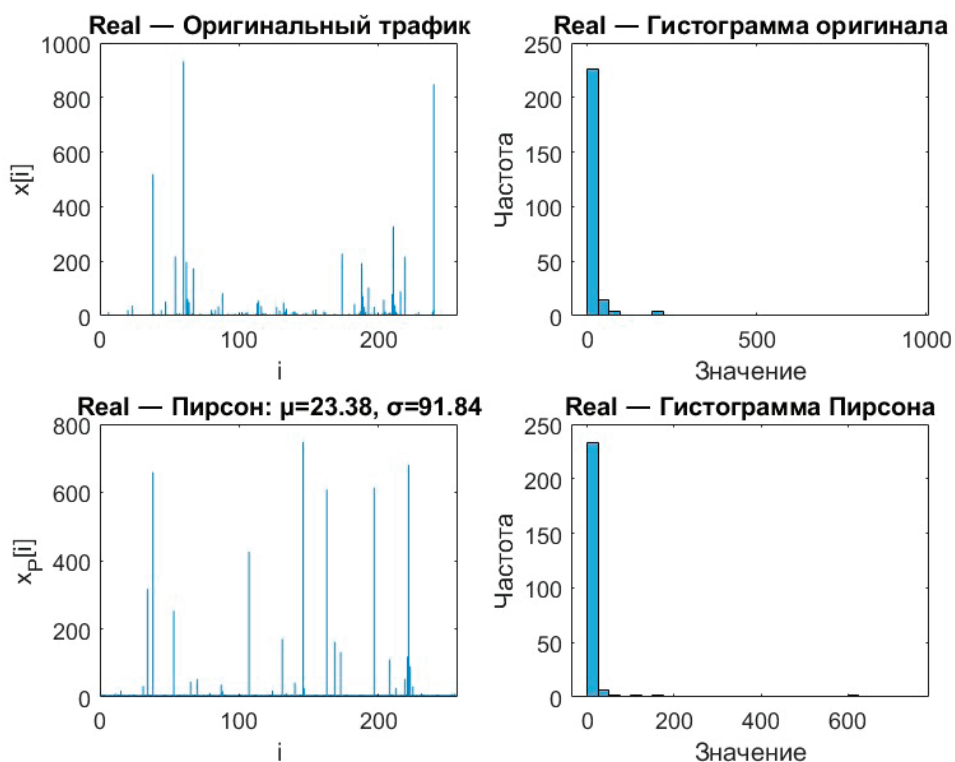 Real — Оригинальный трафик
1000
800
600
400
200
0
x[i]
0 100 200
i
Real — Гистограмма оригинала
250
200
150
100
50
0
Частота
0 500 1000
Значение
Real — Пирсон: μ=23.38, σ=91.84
800
600
400
200
0
x_P[i]
0 100 200
i
Real — Гистограмма Пирсона
250
200
150
100
50
0
Частота
0 200 400 600
Значение